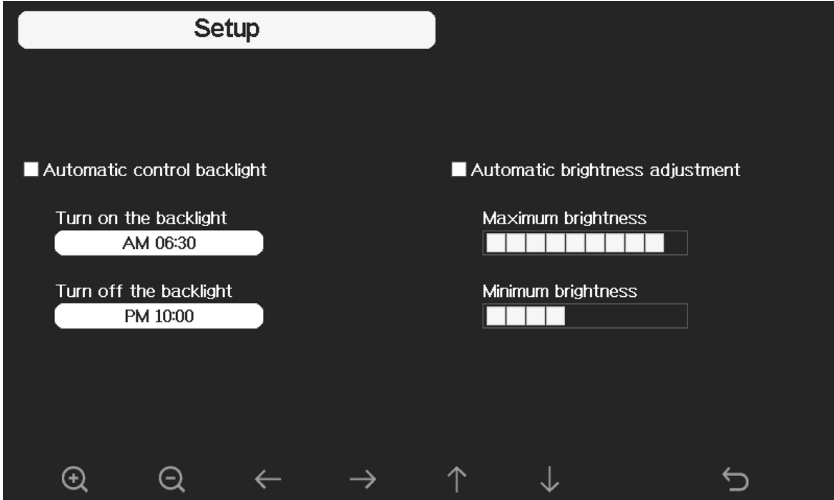 Setup
Automatic control backlight
Turn on the backlight
AM 06:30
Turn off the backlight
PM 10:00
Automatic brightness adjustment
Maximum brightness
Minimum brightness